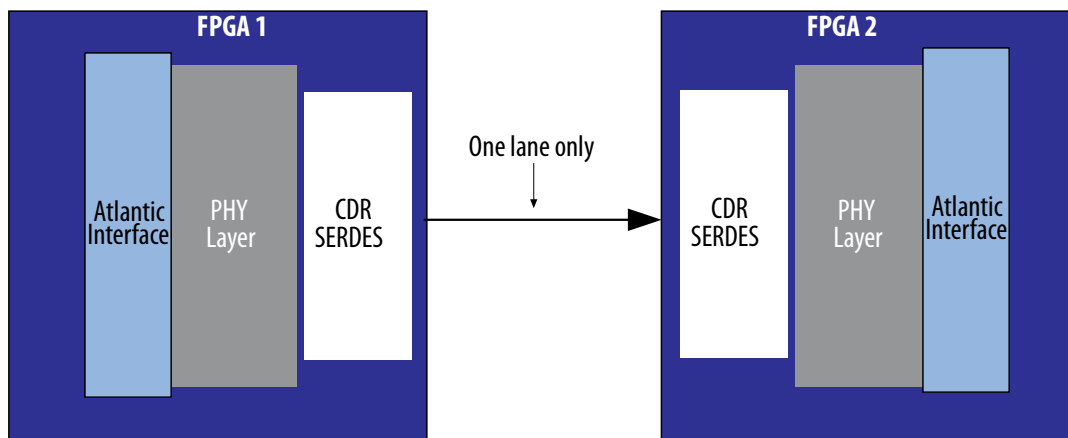 FPGA 1
Atlantic
Interface
PHY
Layer
CDR
SERDES
One lane only
FPGA 2
CDR
SERDES
PHY
Layer
Atlantic
Interface